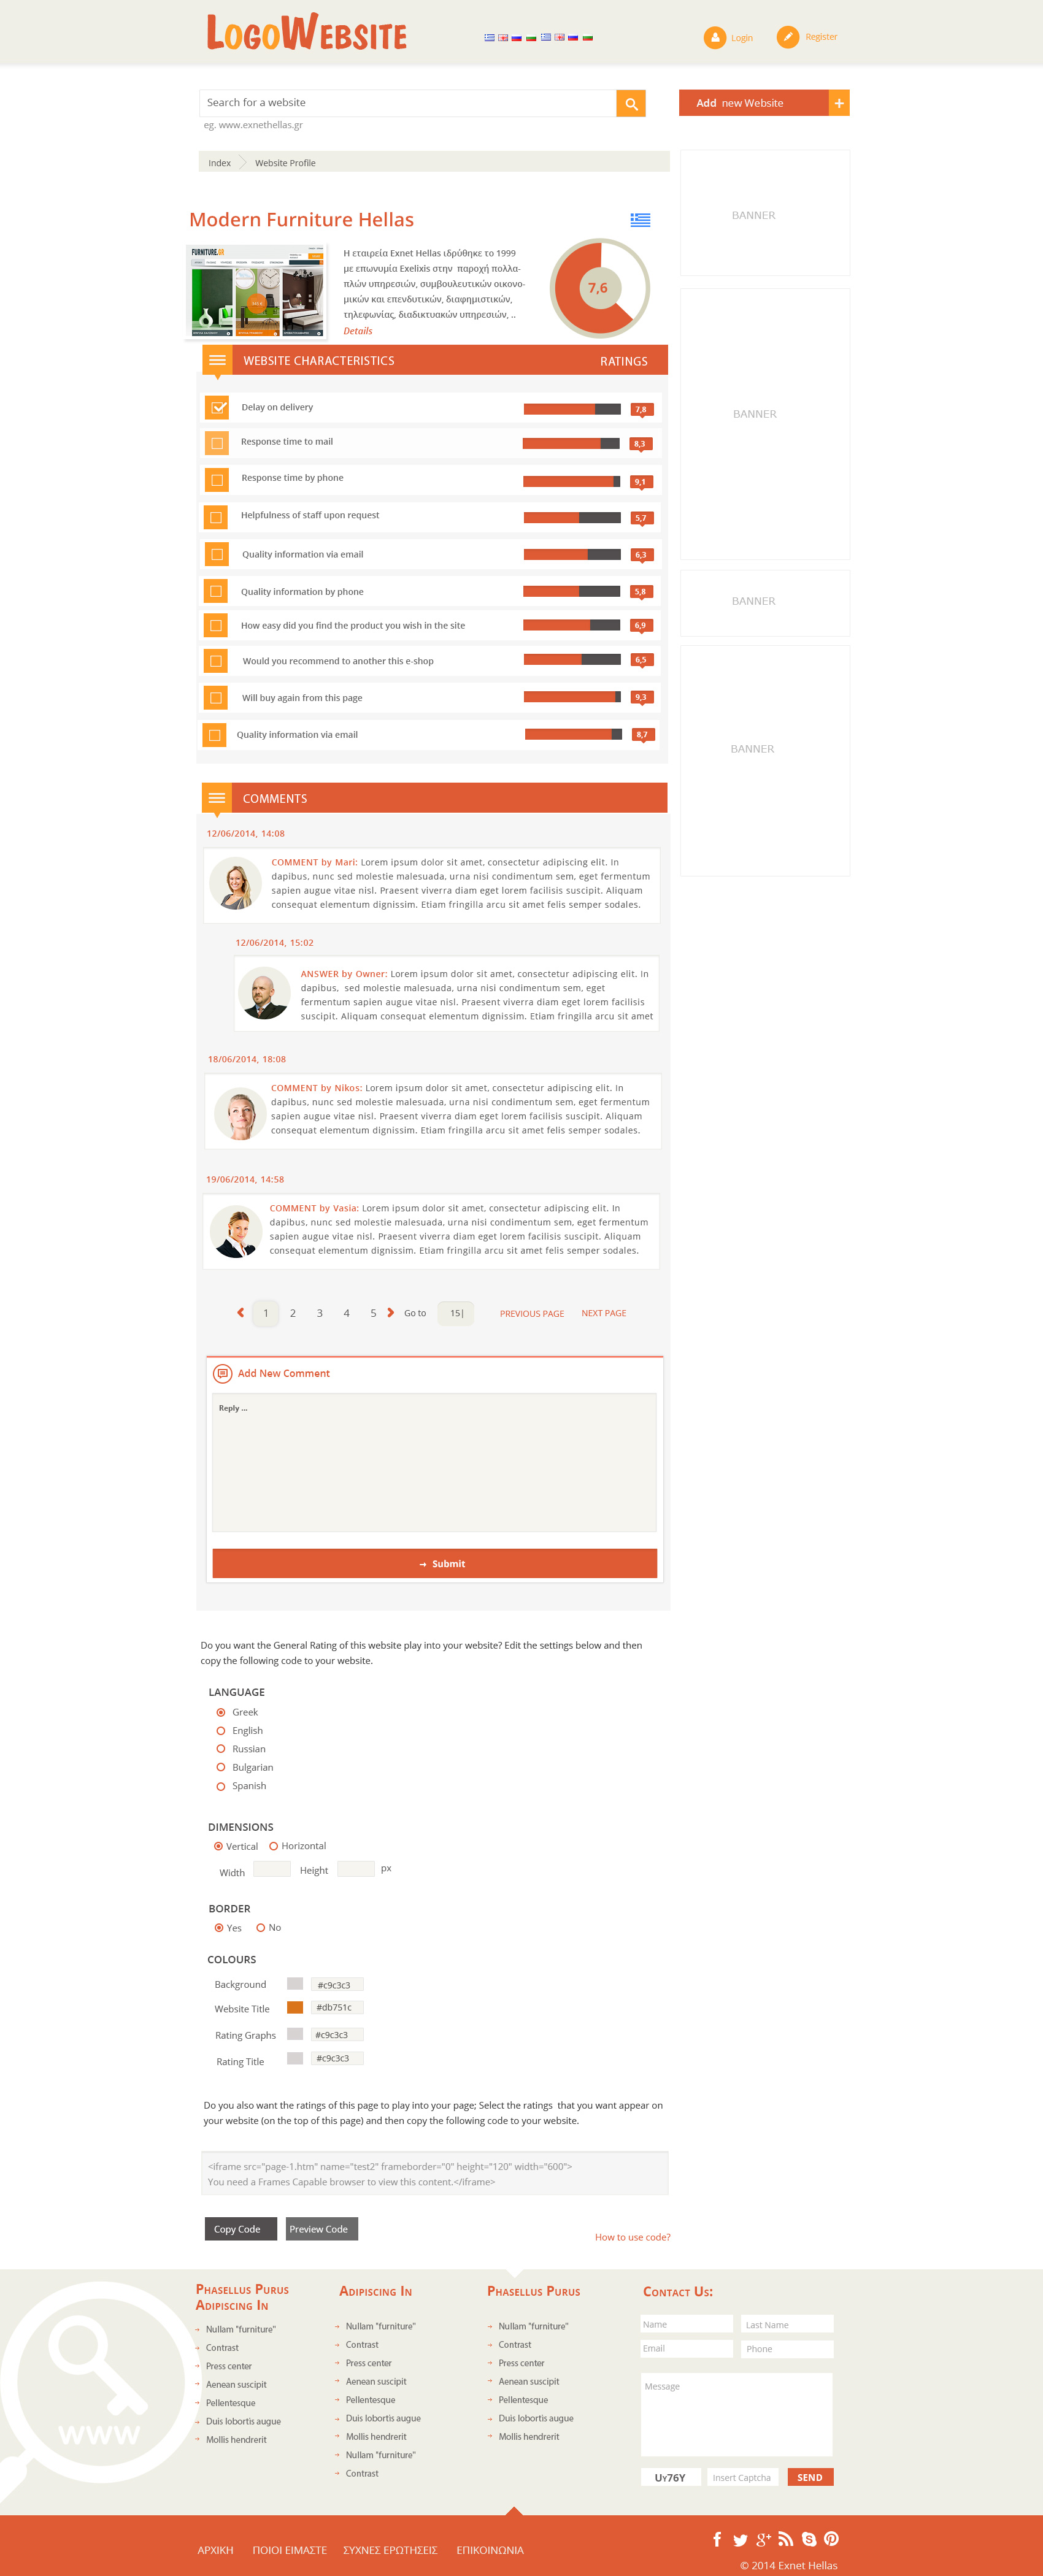 LogoWebsite
Login
Register
Search for a website
Add new Website
eg. www.exnethellas.gr
Index
Website Profile
BANNER
Modern Furniture Hellas
FURNITURE.GR
Η εταιρεία Exnet Hellas ιδρύθηκε το 1999
με επωνυμία Exelixis στην παροχή πολλα-
πλών υπηρεσιών, συμβουλευτικών οικονο-
μικών και επενδυτικών, διαφημιστικών,
τηλεφωνίας, διαδικτυακών υπηρεσιών, ..
Details
7,6
WEBSITE CHARACTERISTICS
RATINGS
Delay on delivery
7,8
BANNER
Response time to mail
8,3
Response time by phone
9,1
Helpfulness of staff upon request
5,7
Quality information via email
6,3
Quality information by phone
5,8
BANNER
How easy did you find the product you wish in the site
6,9
Would you recommend to another this e-shop
6,5
Will buy again from this page
9,3
Quality information via email
8,7
BANNER
COMMENTS
12/06/2014, 14:08
COMMENT by Mari: Lorem ipsum dolor sit amet, consectetur adipiscing elit. In
dapibus, nunc sed molestie malesuada, urna nisi condimentum sem, eget fermentum
sapien augue vitae nisl. Praesent viverra diam eget lorem facilisis suscipit. Aliquam
consequat elementum dignissim. Etiam fringilla arcu sit amet felis semper sodales.
12/06/2014, 15:02
ANSWER by Owner: Lorem ipsum dolor sit amet, consectetur adipiscing elit. In
dapibus, sed molestie malesuada, urna nisi condimentum sem, eget
fermentum sapien augue vitae nisl. Praesent viverra diam eget lorem facilisis
suscipit. Aliquam consequat elementum dignissim. Etiam fringilla arcu sit amet
18/06/2014, 18:08
COMMENT by Nikos: Lorem ipsum dolor sit amet, consectetur adipiscing elit. In
dapibus, nunc sed molestie malesuada, urna nisi condimentum sem, eget fermentum
sapien augue vitae nisl. Praesent viverra diam eget lorem facilisis suscipit. Aliquam
consequat elementum dignissim. Etiam fringilla arcu sit amet felis semper sodales.
19/06/2014, 14:58
COMMENT by Vasia: Lorem ipsum dolor sit amet, consectetur adipiscing elit. In
dapibus, nunc sed molestie malesuada, urna nisi condimentum sem, eget fermentum
sapien augue vitae nisl. Praesent viverra diam eget lorem facilisis suscipit. Aliquam
consequat elementum dignissim. Etiam fringilla arcu sit amet felis semper sodales.
1 2 3 4 5 Go to 15| PREVIOUS PAGE NEXT PAGE
Add New Comment
Reply ...
Submit
Do you want the General Rating of this website play into your website? Edit the settings below and then
copy the following code to your website.
LANGUAGE
Greek
English
Russian
Bulgarian
Spanish
DIMENSIONS
Vertical Horizontal
Width Height px
BORDER
Yes No
COLOURS
Background #c9c3c3
Website Title #db751c
Rating Graphs #c9c3c3
Rating Title #c9c3c3
Do you also want the ratings of this page to play into your page; Select the ratings that you want appear on
your website (on the top of this page) and then copy the following code to your website.
<iframe src="page-1.htm" name="test2" frameborder="0" height="120" width="600">
You need a Frames Capable browser to view this content.</iframe>
Copy Code
Preview Code
How to use code?
www
Phasellus Purus
Adipiscing In
Nullam "furniture"
Contrast
Press center
Aenean suscipit
Pellentesque
Duis lobortis augue
Mollis hendrerit
Adipiscing In
Nullam "furniture"
Contrast
Press center
Aenean suscipit
Pellentesque
Duis lobortis augue
Mollis hendrerit
Nullam "furniture"
Contrast
Phasellus Purus
Nullam "furniture"
Contrast
Press center
Aenean suscipit
Pellentesque
Duis lobortis augue
Mollis hendrerit
Contact Us:
Name
Last Name
Email
Phone
Message
Uy76Y
Insert Captcha
SEND
ΑΡΧΙΚΗ
ΠΟΙΟΙ ΕΙΜΑΣΤΕ
ΣΥΧΝΕΣ ΕΡΩΤΗΣΕΙΣ
ΕΠΙΚΟΙΝΩΝΙΑ
© 2014 Exnet Hellas